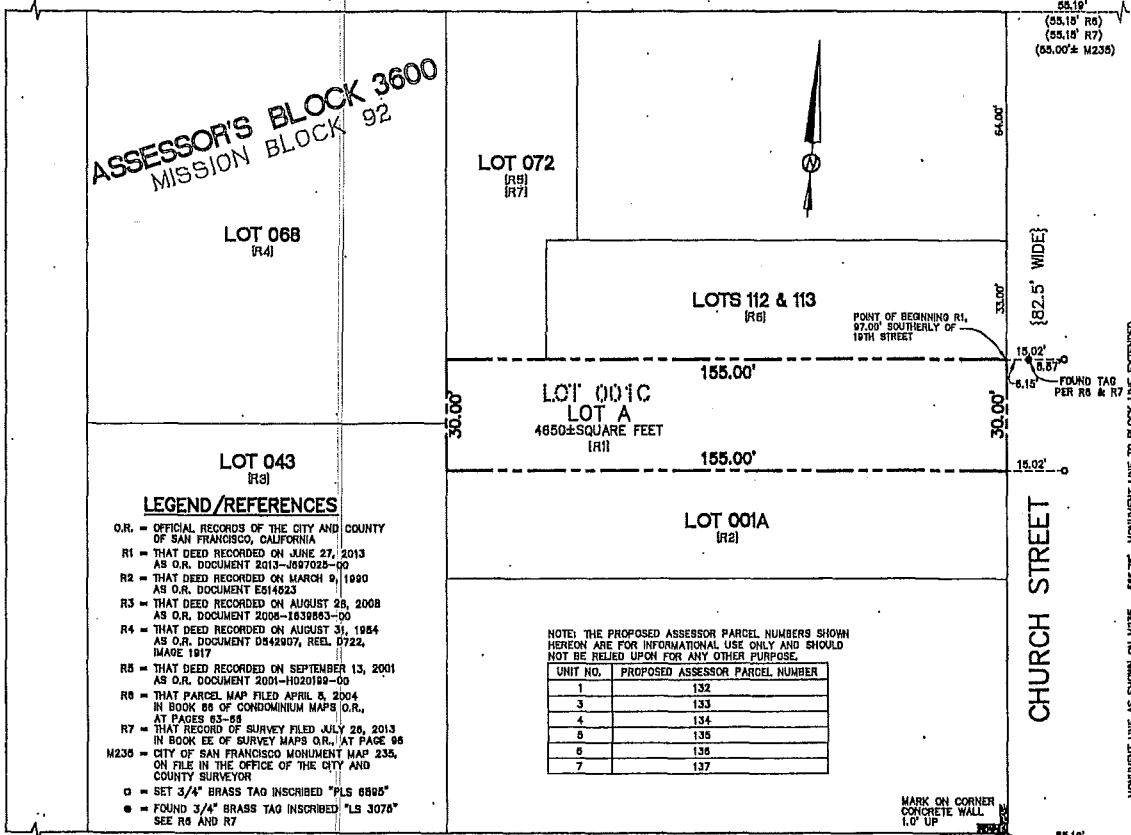 55.19'
(55.15' R6)
(55.15' R7)
(55.00'± M235)
ASSESSOR'S BLOCK 3600
MISSION BLOCK 92
LOT 072
[R5]
[R7]
64.00'
LOT 068
[R4]
{82.5' WIDE}
LOTS 112 & 113
[R6]
33.00'
POINT OF BEGINNING R1,
97.00' SOUTHERLY OF
19TH STREET
15.02'
8.87'
6.15'
FOUND TAG
PER R6 & R7
155.00'
30.00'
LOT 001C
LOT A
4650±SQUARE FEET
[R1]
30.00'
155.00'
15.02'
LOT 043
[R3]
LOT 001A
[R2]
CHURCH STREET
LEGEND/REFERENCES
O.R. = OFFICIAL RECORDS OF THE CITY AND COUNTY
OF SAN FRANCISCO, CALIFORNIA
R1 = THAT DEED RECORDED ON JUNE 27, 2013
AS O.R. DOCUMENT 2013-J697025-00
R2 = THAT DEED RECORDED ON MARCH 9, 1990
AS O.R. DOCUMENT E514523
R3 = THAT DEED RECORDED ON AUGUST 28, 2008
AS O.R. DOCUMENT
R4 = THAT DEED RECORDED ON AUGUST 31, 1984
AS O.R. DOCUMENT D542907, REEL D722,
IMAGE 1917
R5 = THAT DEED RECORDED ON SEPTEMBER 13, 2001
AS O.R. DOCUMENT 2001-H020199-00
R6 = THAT PARCEL MAP FILED APRIL 8, 2004
IN BOOK 86 OF CONDOMINIUM MAPS O.R.,
AT PAGES
R7 = THAT RECORD OF SURVEY FILED JULY 26, 2013
IN BOOK EE OF SURVEY MAPS O.R., AT PAGE 96
M235 = CITY OF SAN FRANCISCO MONUMENT MAP 235,
ON FILE IN THE OFFICE OF THE CITY AND
COUNTY SURVEYOR
= SET 3/4" BRASS TAG INSCRIBED "PLS 6895"
● = FOUND 3/4" BRASS TAG INSCRIBED "LS 3076"
SEE R6 AND R7
NOTE: THE PROPOSED ASSESSOR PARCEL NUMBERS SHOWN
HEREON ARE FOR INFORMATIONAL USE ONLY AND SHOULD
NOT BE RELIED UPON FOR ANY OTHER PURPOSE.
UNIT NO. PROPOSED ASSESSOR PARCEL NUMBER
1 132
3 133
4 134
5 135
6 136
7 137
MARK ON CORNER
CONCRETE WALL
1.0' UP